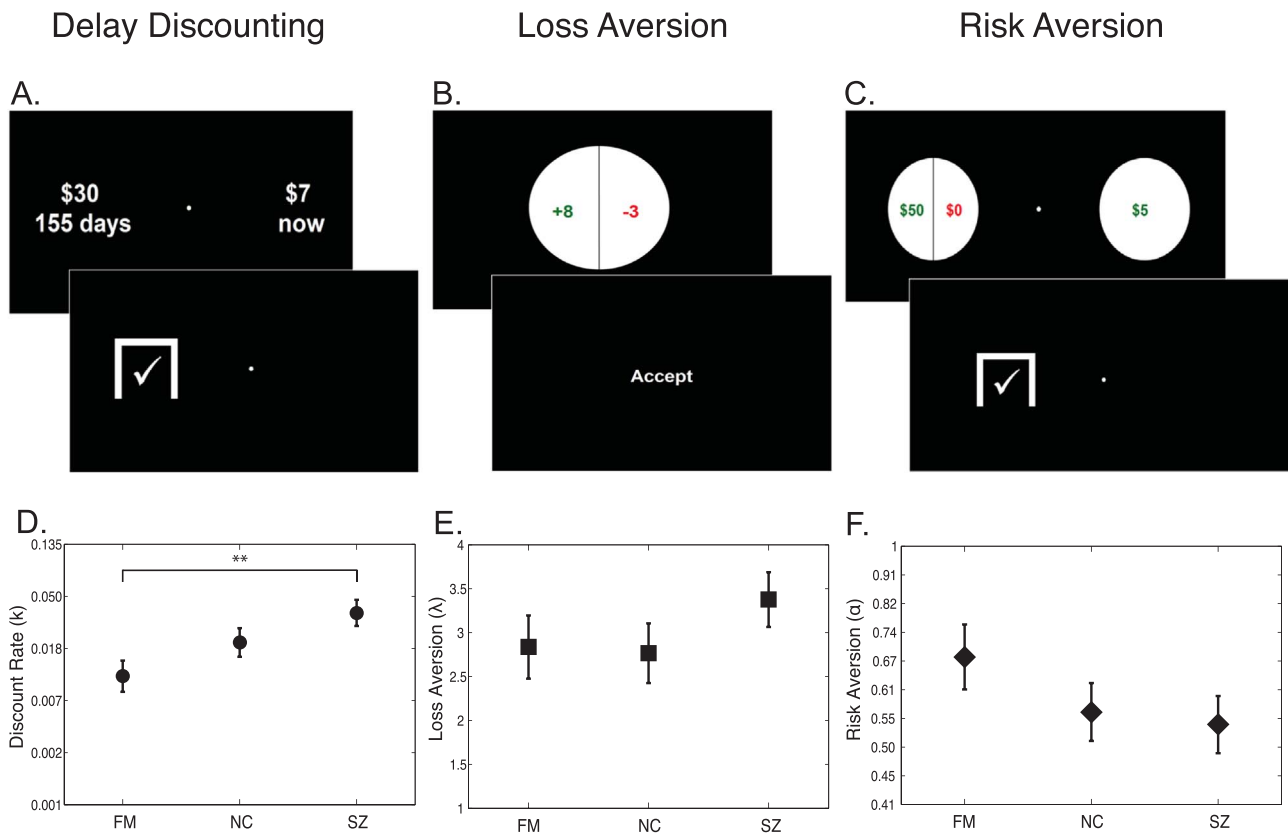 Delay Discounting
Loss Aversion
Risk Aversion
A.
$30
155 days
$7
now
B.
+8
-3
Accept
C.
$50
$0
$5
D.
Discount Rate (k)
0.135
0.050
0.018
0.007
0.002
0.001
**
FM
NC
SZ
E.
Loss Aversion (λ)
4
3.5
3
2.5
2
1.5
1
FM
NC
SZ
F.
Risk Aversion (α)
1
0.91
0.82
0.74
0.67
0.61
0.55
0.50
0.45
0.41
FM
NC
SZ